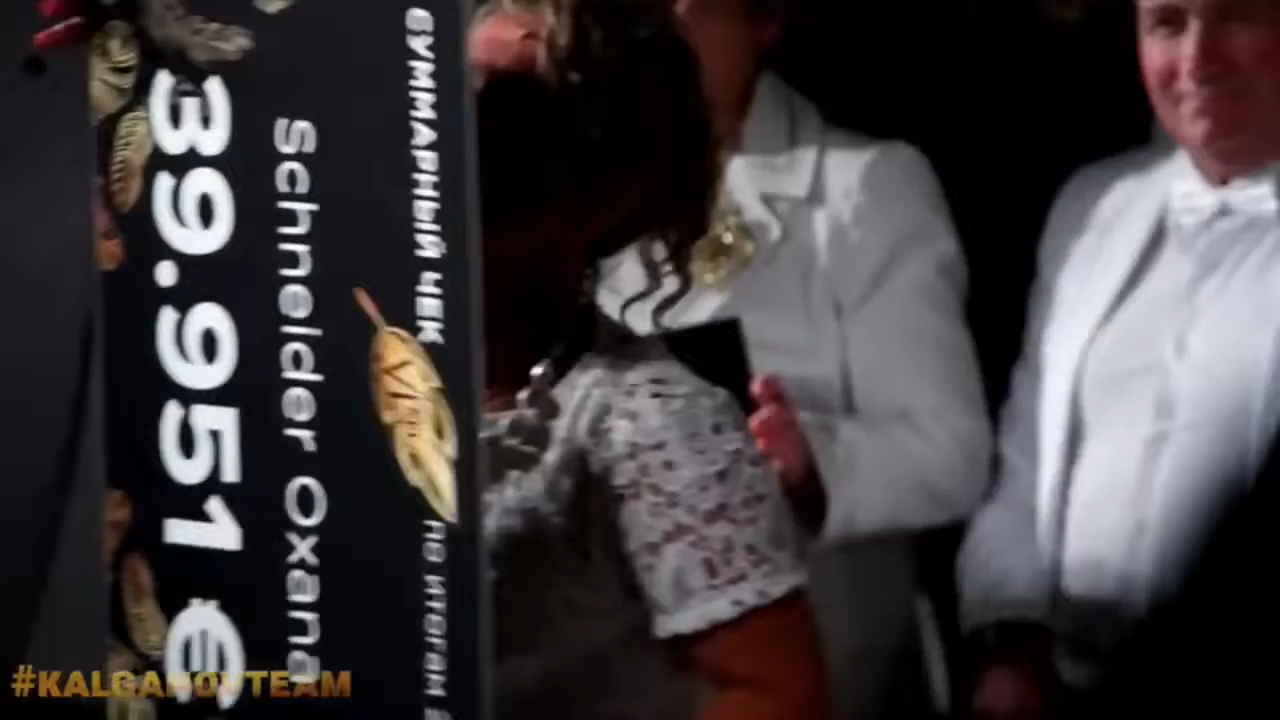 СУММАРНЫЙ ЧЕК
ПО ИТОГАМ
Schneider Oxana
39.951 €
#KALGANOVTEAM